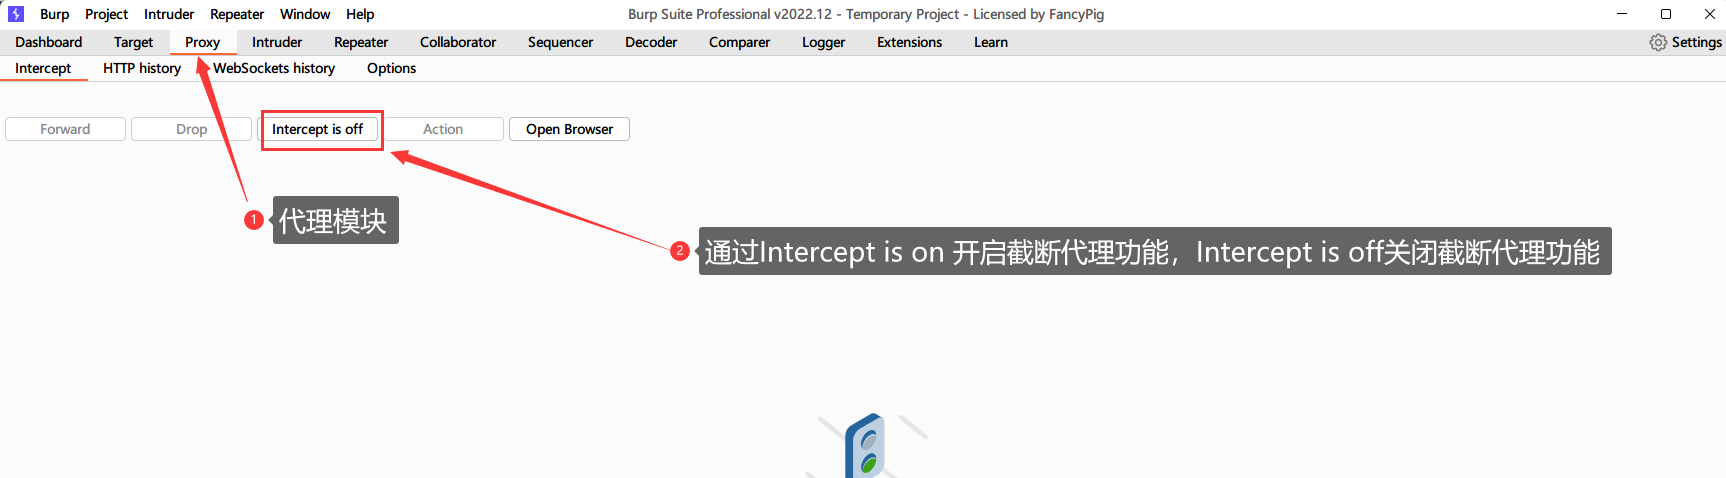 Burp Project Intruder Repeater Window Help Burp Suite Professional v2022.12 - Temporary Project - Licensed by FancyPig
Dashboard Target Proxy Intruder Repeater Collaborator Sequencer Decoder Comparer Logger Extensions Learn Settings
Intercept HTTP history WebSockets history Options
Forward Drop Intercept is off Action Open Browser
1 代理模块
2 通过Intercept is on 开启截断代理功能，Intercept is off关闭截断代理功能